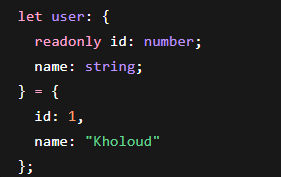 let user: {
  readonly id: number;
  name: string;
} = {
  id: 1,
  name: "Kholoud"
};